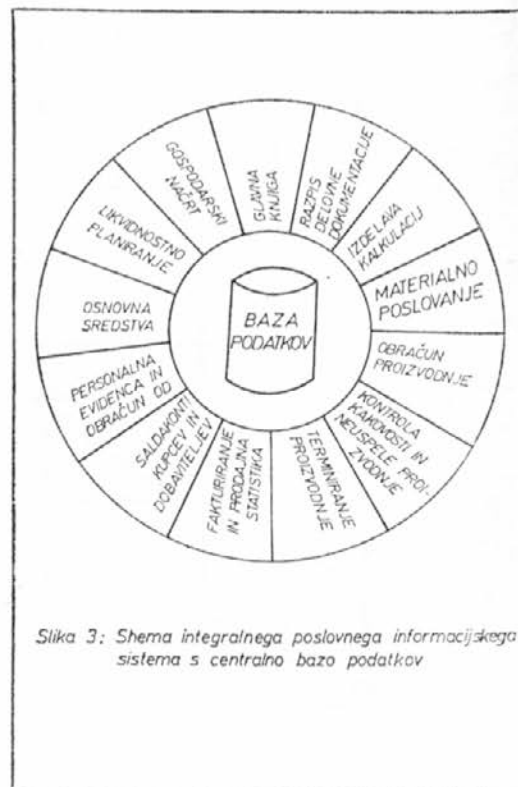 GLAVNA
KNJIGA
RAZPIS
DELOVNE
DOKUMENTACIJE
IZDELAVA
KALKULACIJ
MATERIALNO
POSLOVANJE
OBRAČUN
PROIZVODNJE
KONTROLA
KAKOVOSTI IN
NEUSPELE PROI-
ZVODNJE
TERMINIRANJE
PROIZVODNJE
FAKTURIRANJE
IN PRODAJNA
STATISTIKA
SALDAKONTI
KUPCEV IN
DOBAVITELJEV
PERSONALNA
EVIDENCA IN
OBRAČUN OD
OSNOVNA
SREDSTVA
LIKVIDNOSTNO
PLANIRANJE
GOSPODARSKI
NAČRT
BAZA
PODATKOV
Slika 3: Shema integralnega poslovnega informacijskega
sistema s centralno bazo podatkov